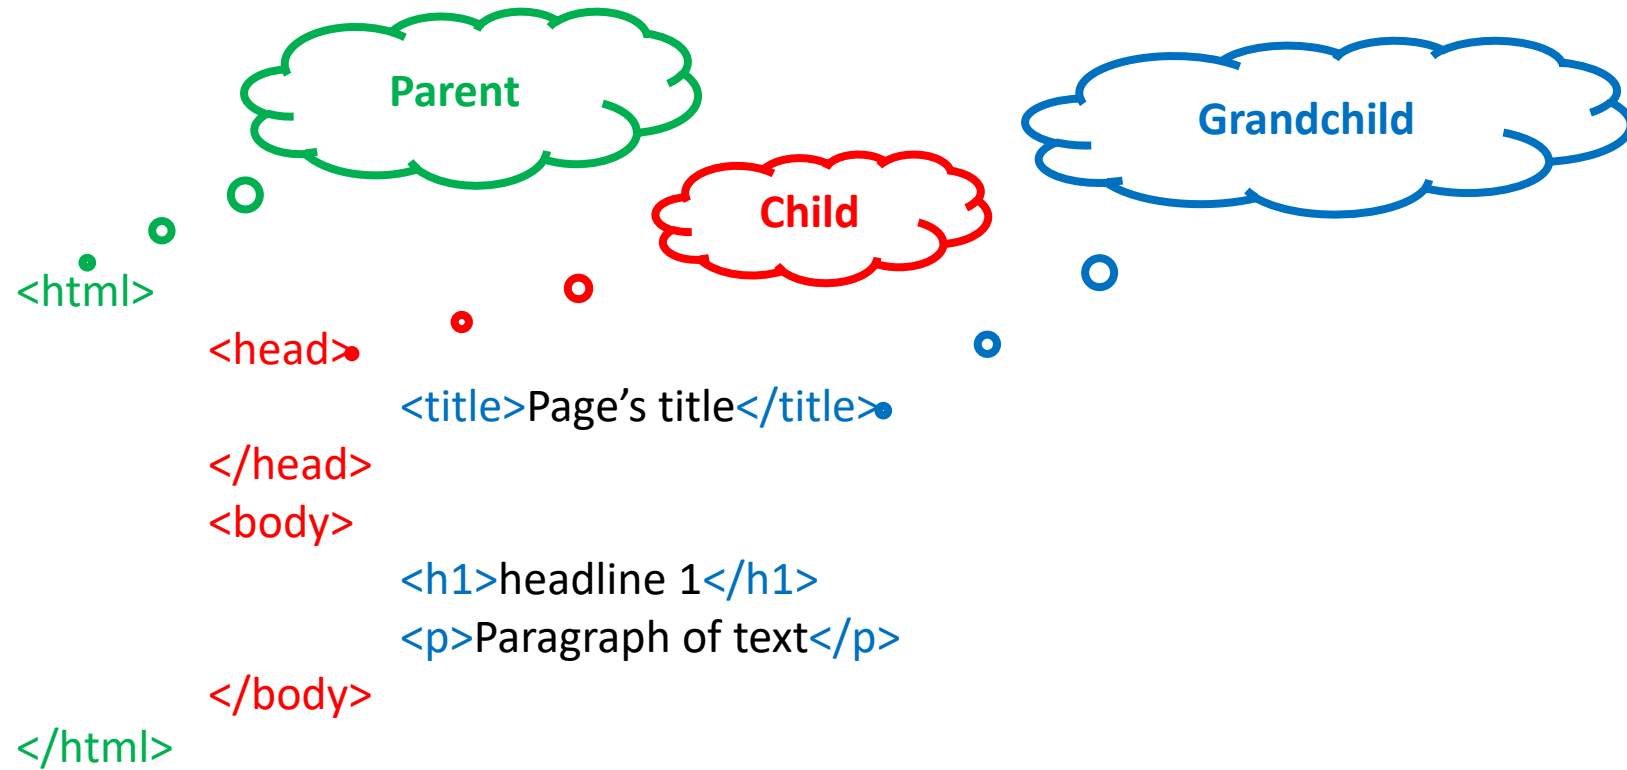 Parent
Grandchild
Child
<html>
<head>
<title>Page’s title</title>
</head>
<body>
<h1>headline 1</h1>
<p>Paragraph of text</p>
</body>
</html>